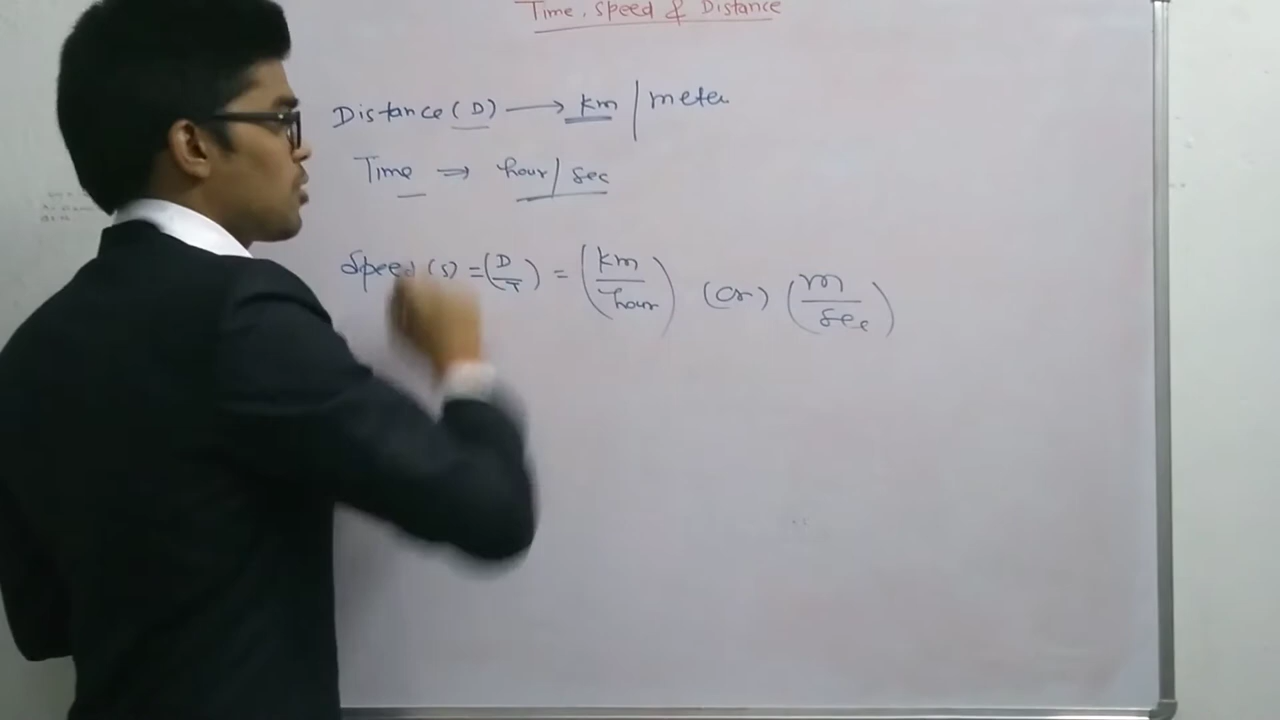 Time, Speed & Distance
Distance (D) → km / meter
Time ⇒ hour / sec
Speed (S) = (D/T) = (km/hour) (or) (m/sec)